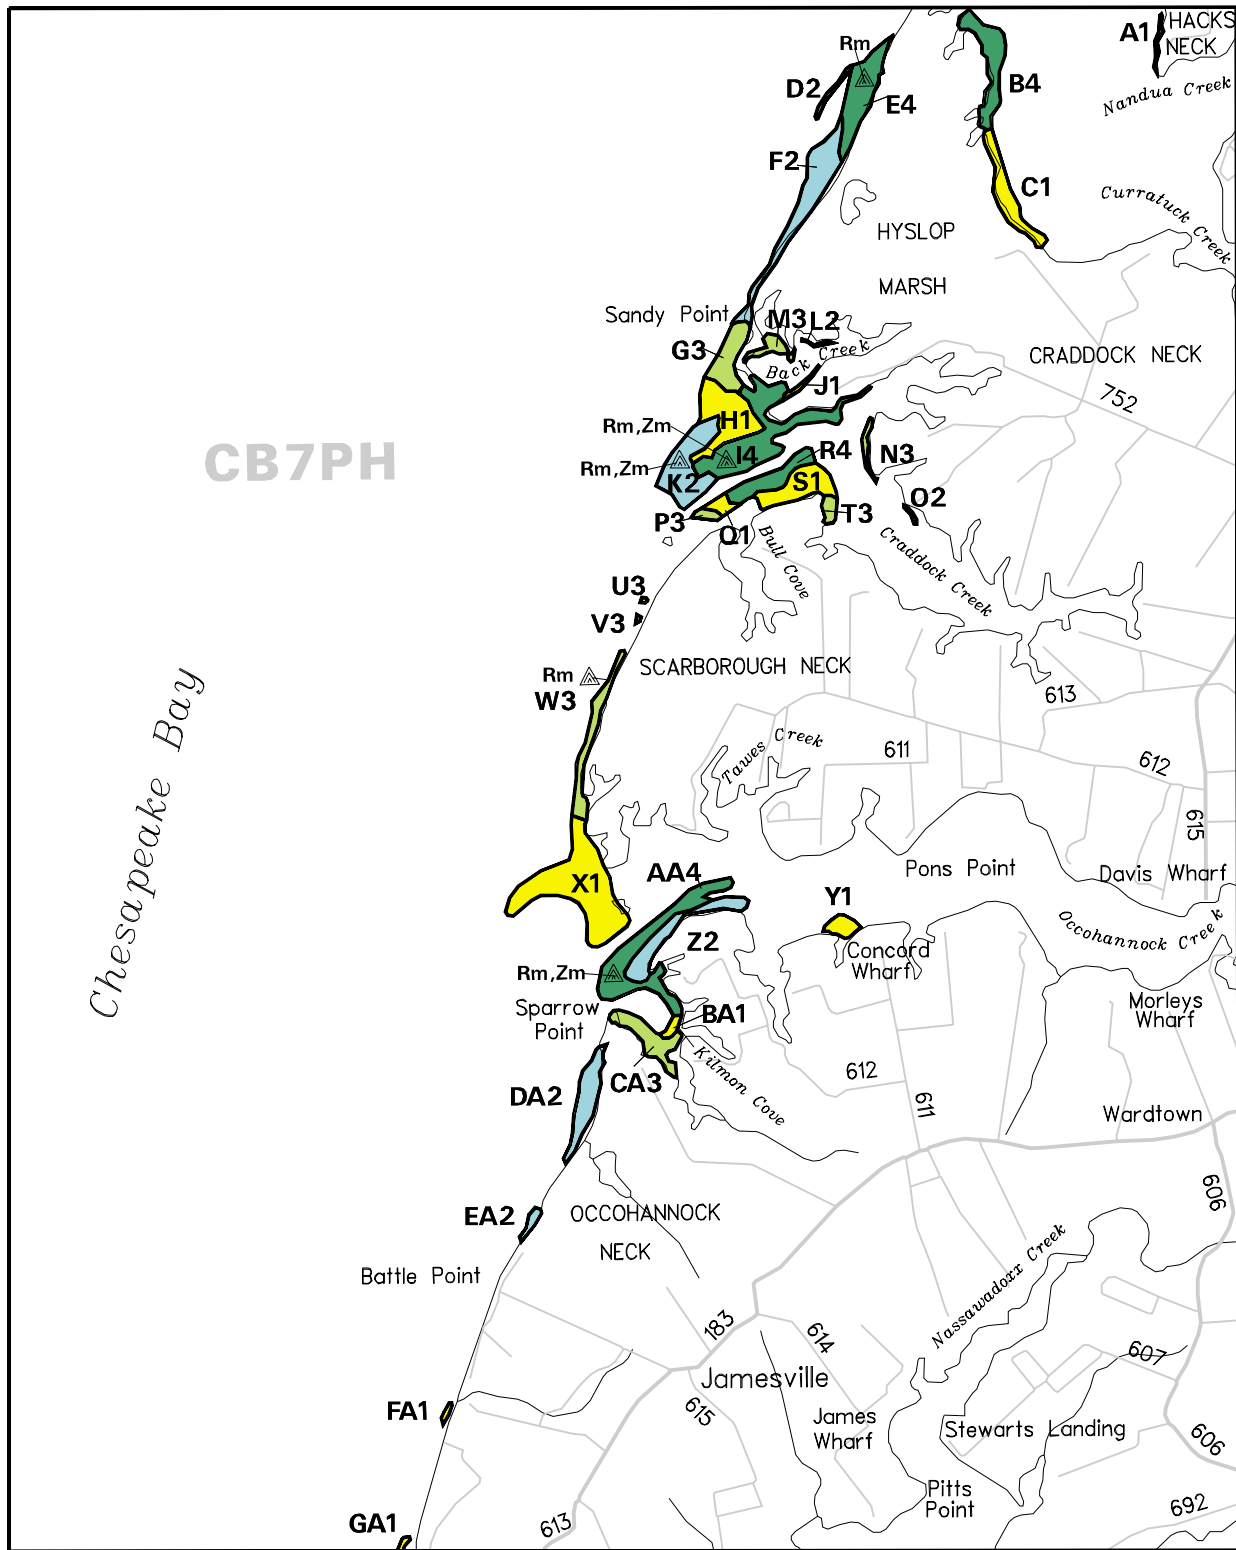 A1
HACKS
NECK
Rm
D2
E4
B4
Nandua Creek
F2
C1
Curratuck Creek
HYSLOP
MARSH
Sandy Point
M3
L2
G3
Back Creek
CRADDOCK NECK
J1
752
H1
Rm,Zm
CB7PH
R4
I4
N3
Rm,Zm
K2
S1
O2
P3
Q1
T3
Bull Cove
Craddock Creek
U3
V3
Rm
SCARBOROUGH NECK
W3
613
Chesapeake Bay
Tawes Creek
611
612
615
Pons Point
Davis Wharf
X1
AA4
Y1
Occohannock Creek
Z2
Concord
Wharf
Rm,Zm
Sparrow
Point
BA1
Morleys
Wharf
Kilmon Cove
612
CA3
DA2
611
Wardtown
606
EA2
OCCOHANNOCK
NECK
Nassawadoxx Creek
Battle Point
183
614
607
Jamesville
FA1
615
James
Wharf
Stewarts Landing
606
Pitts
Point
692
GA1
613